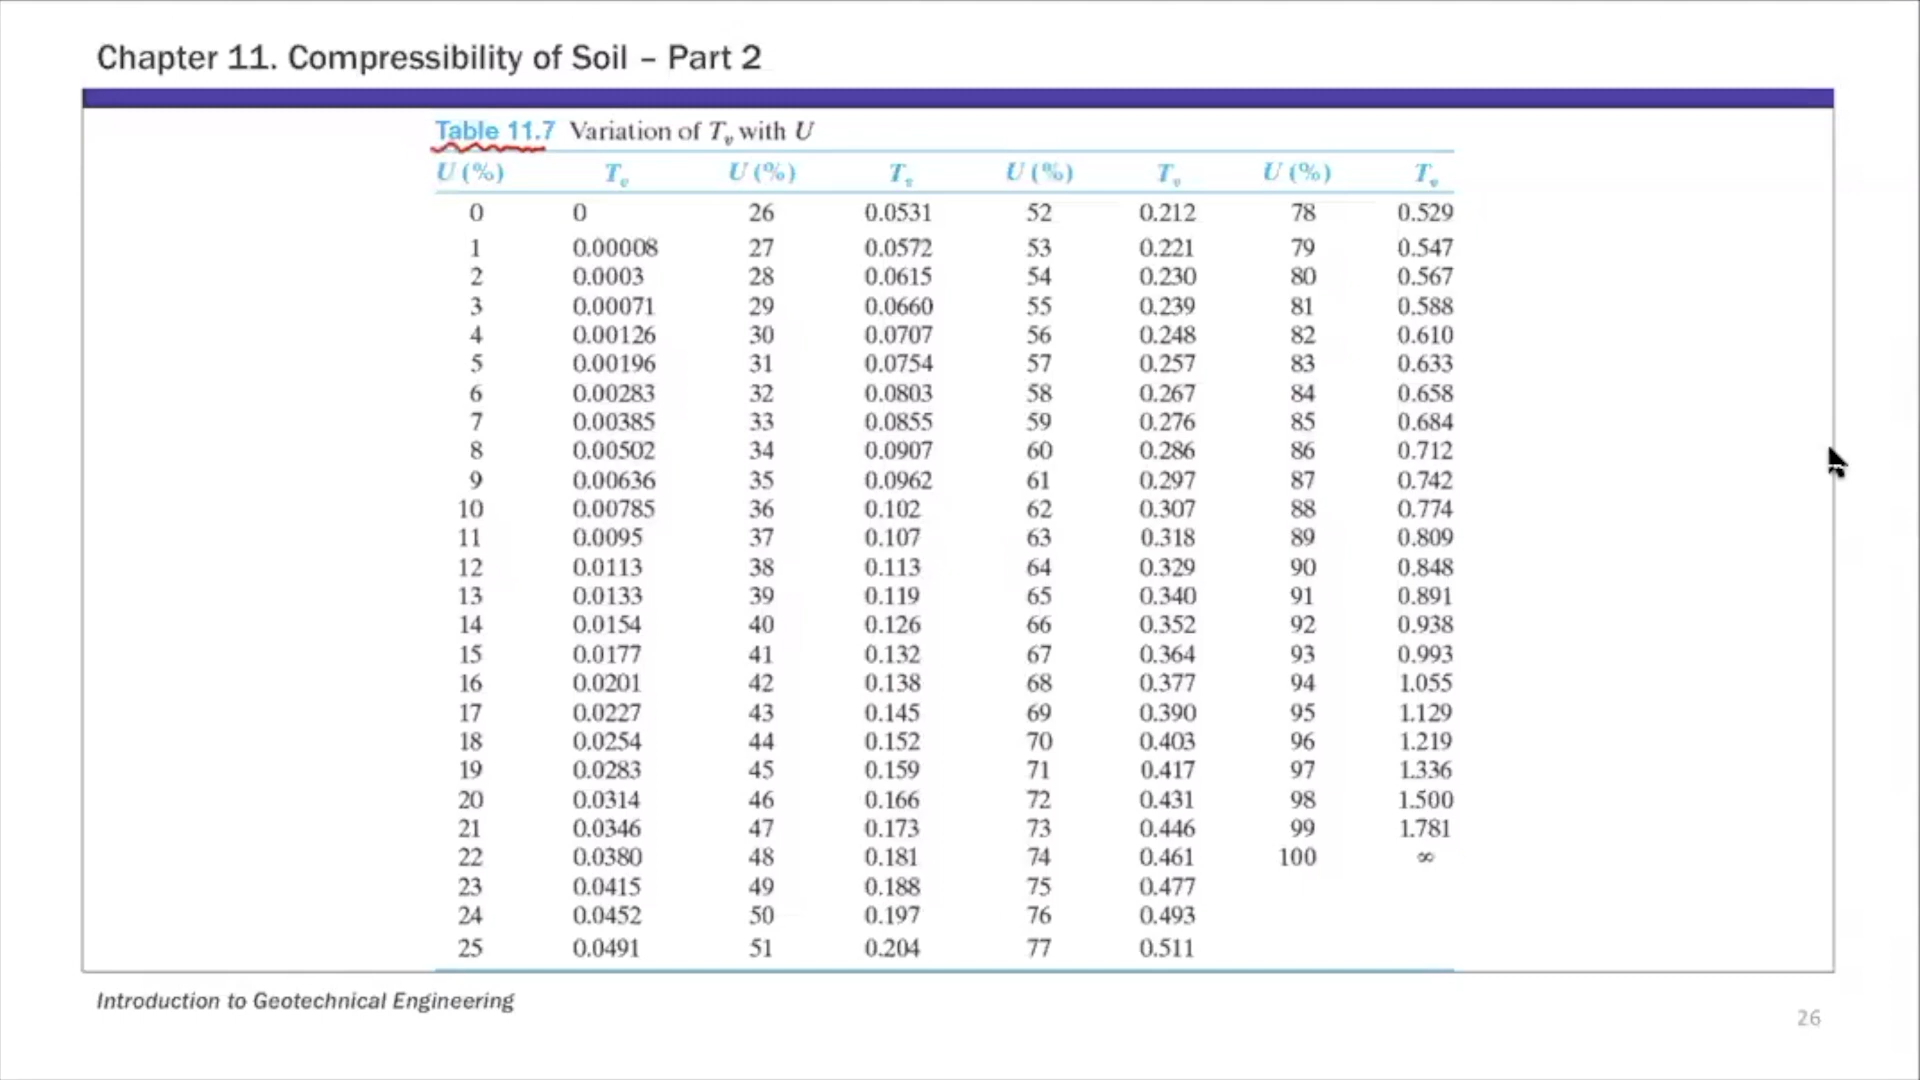 Chapter 11. Compressibility of Soil – Part 2
Table 11.7 Variation of Tv with U
U (%) Tv U (%) Tv U (%) Tv U (%) Tv
0 0 26 0.0531 52 0.212 78 0.529
1 0.00008 27 0.0572 53 0.221 79 0.547
2 0.0003 28 0.0615 54 0.230 80 0.567
3 0.00071 29 0.0660 55 0.239 81 0.588
4 0.00126 30 0.0707 56 0.248 82 0.610
5 0.00196 31 0.0754 57 0.257 83 0.633
6 0.00283 32 0.0803 58 0.267 84 0.658
7 0.00385 33 0.0855 59 0.276 85 0.684
8 0.00502 34 0.0907 60 0.286 86 0.712
9 0.00636 35 0.0962 61 0.297 87 0.742
10 0.00785 36 0.102 62 0.307 88 0.774
11 0.0095 37 0.107 63 0.318 89 0.809
12 0.0113 38 0.113 64 0.329 90 0.848
13 0.0133 39 0.119 65 0.340 91 0.891
14 0.0154 40 0.126 66 0.352 92 0.938
15 0.0177 41 0.132 67 0.364 93 0.993
16 0.0201 42 0.138 68 0.377 94 1.055
17 0.0227 43 0.145 69 0.390 95 1.129
18 0.0254 44 0.152 70 0.403 96 1.219
19 0.0283 45 0.159 71 0.417 97 1.336
20 0.0314 46 0.166 72 0.431 98 1.500
21 0.0346 47 0.173 73 0.446 99 1.781
22 0.0380 48 0.181 74 0.461 100 ∞
23 0.0415 49 0.188 75 0.477
24 0.0452 50 0.197 76 0.493
25 0.0491 51 0.204 77 0.511
Introduction to Geotechnical Engineering
26